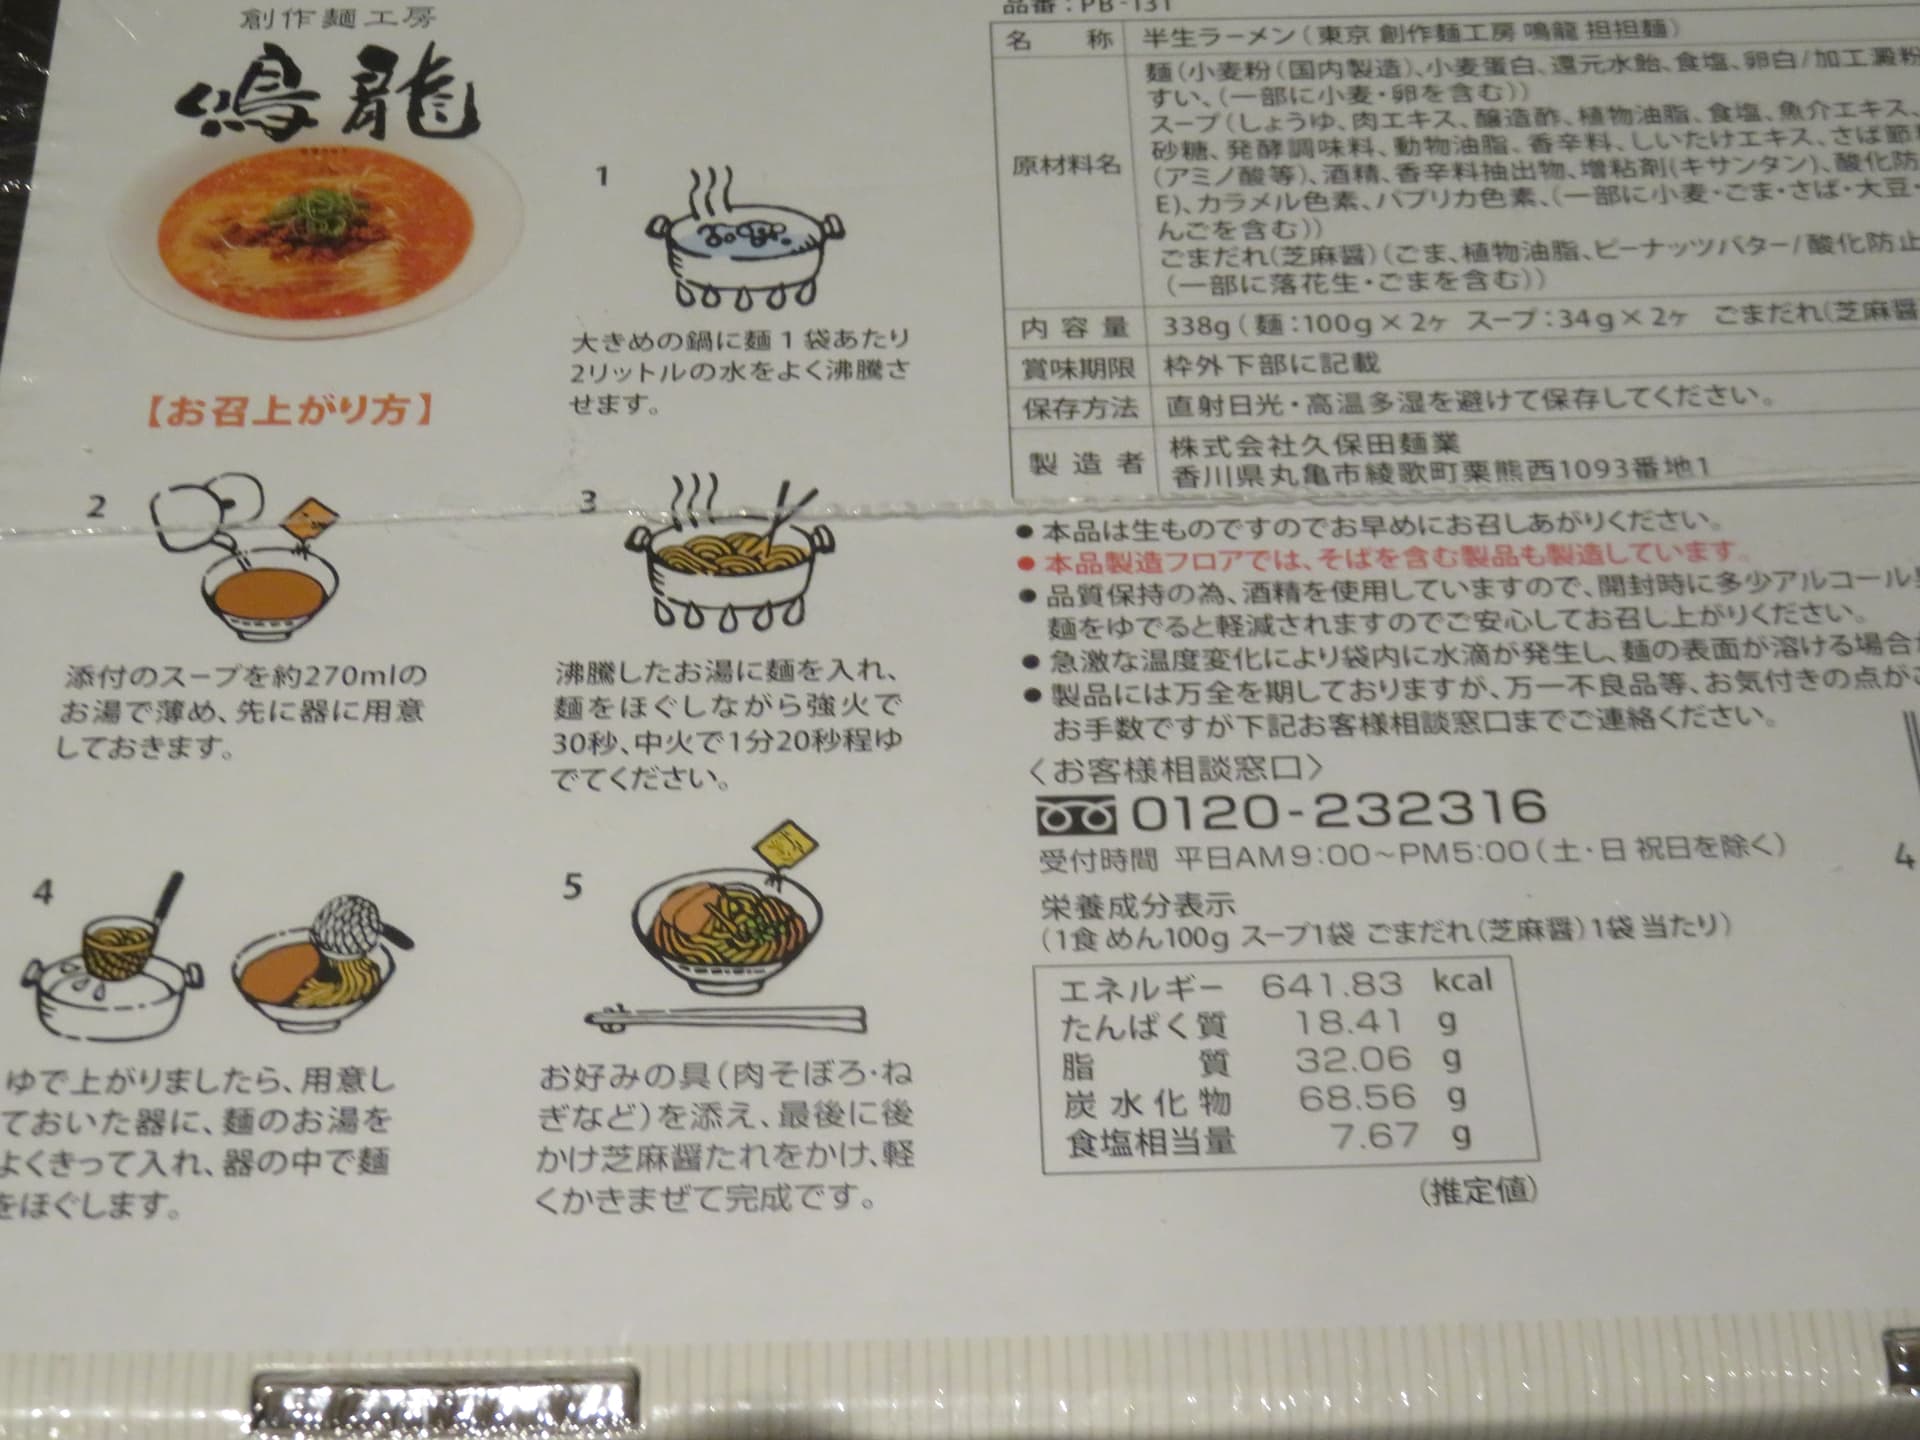 創作麺工房
鳴龍
【お召上がり方】
1
大きめの鍋に麺1袋あたり
2リットルの水をよく沸騰さ
せます。
2
添付のスープを約270mlの
お湯で薄め、先に器に用意
しておきます。
3
沸騰したお湯に麺を入れ、
麺をほぐしながら強火で
30秒、中火で1分20秒程ゆ
でてください。
4
ゆで上がりましたら、用意し
ておいた器に、麺のお湯を
よくきって入れ、器の中で麺
をほぐします。
5
お好みの具(肉そぼろ・ね
ぎなど)を添え、最後に後
かけ芝麻醤たれをかけ、軽
くかきまぜて完成です。
品番:PB-131
名称 半生ラーメン(東京 創作麺工房 鳴龍 担担麺)
原材料名
麺(小麦粉(国内製造)、小麦蛋白、還元水飴、食塩、卵白/加工澱粉
すい、(一部に小麦・卵を含む))
スープ(しょうゆ、肉エキス、醸造酢、植物油脂、食塩、魚介エキス、
砂糖、発酵調味料、動物油脂、香辛料、しいたけエキス、さば節
(アミノ酸等)、酒精、香辛料抽出物、増粘剤(キサンタン)、酸化防
E)、カラメル色素、パプリカ色素、(一部に小麦・ごま・さば・大豆・
んごを含む))
ごまだれ(芝麻醤)(ごま、植物油脂、ピーナッツバター/酸化防止
(一部に落花生・ごまを含む))
内容量 338g(麺:100g×2ヶ スープ:34g×2ヶ ごまだれ(芝麻醤
賞味期限 枠外下部に記載
保存方法 直射日光・高温多湿を避けて保存してください。
製造者 株式会社久保田麺業
香川県丸亀市綾歌町栗熊西1093番地1
●本品は生ものですのでお早めにお召しあがりください。
●本品製造フロアでは、そばを含む製品も製造しています。
●品質保持の為、酒精を使用していますので、開封時に多少アルコール
麺をゆでると軽減されますのでご安心してお召し上がりください。
●急激な温度変化により袋内に水滴が発生し、麺の表面が溶ける場合
●製品には万全を期しておりますが、万一不良品等、お気付きの点が
お手数ですが下記お客様相談窓口までご連絡ください。
〈お客様相談窓口〉
0120-232316
受付時間 平日AM9:00~PM5:00(土・日 祝日を除く)
4
栄養成分表示
(1食 めん100g スープ1袋 ごまだれ(芝麻醤)1袋 当たり)
エネルギー 641.83 kcal
たんぱく質 18.41 g
脂質 32.06 g
炭水化物 68.56 g
食塩相当量 7.67 g
(推定値)